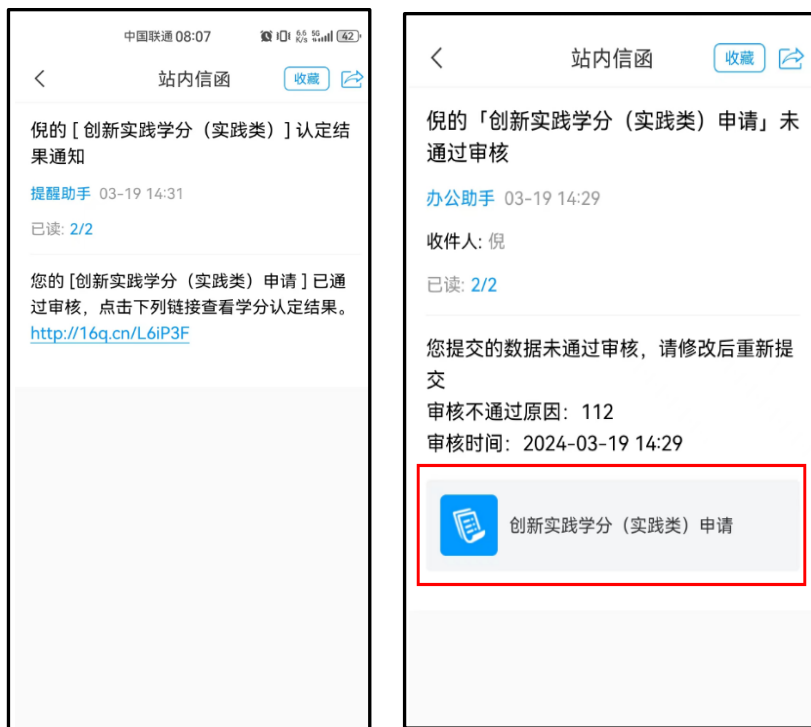 中国联通 08:07
6.6 K/s 5G 42
站内信函
收藏
倪的 [ 创新实践学分（实践类）] 认定结
果通知
提醒助手 03-19 14:31
已读: 2/2
您的 [创新实践学分（实践类）申请 ] 已通
过审核，点击下列链接查看学分认定结果。
http://16q.cn/L6iP3F
站内信函
收藏
倪的「创新实践学分（实践类）申请」未
通过审核
办公助手 03-19 14:29
收件人: 倪
已读: 2/2
您提交的数据未通过审核，请修改后重新提
交
审核不通过原因：112
审核时间：2024-03-19 14:29
创新实践学分（实践类）申请